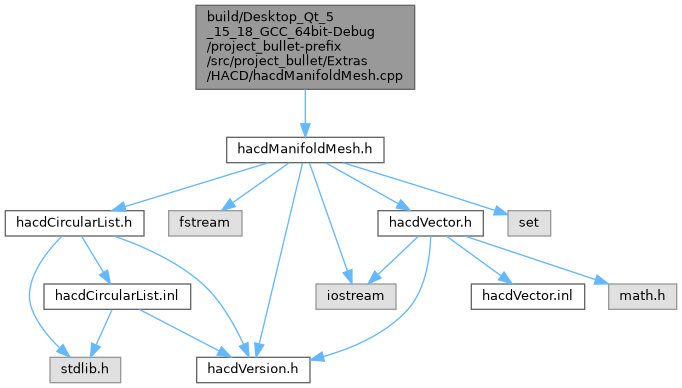 build/Desktop_Qt_5
_15_18_GCC_64bit-Debug
/project_bullet-prefix
/src/project_bullet/Extras
/HACD/hacdManifoldMesh.cpp
hacdManifoldMesh.h
hacdCircularList.h
fstream
hacdVector.h
set
hacdCircularList.inl
iostream
hacdVector.inl
math.h
stdlib.h
hacdVersion.h